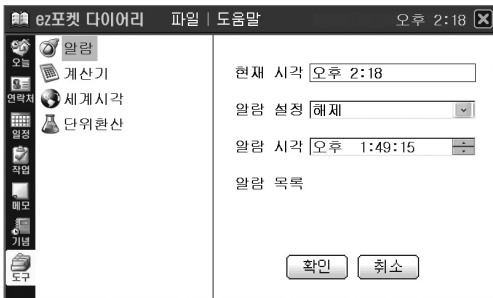 ez포켓 다이어리 파일 | 도움말 오후 2:18
오늘
연락처
일정
작업
메모
기념
도구
알람
계산기
세계시각
단위환산
현재 시각 오후 2:18
알람 설정 해제
알람 시각 오후 1:49:15
알람 목록
확인 취소